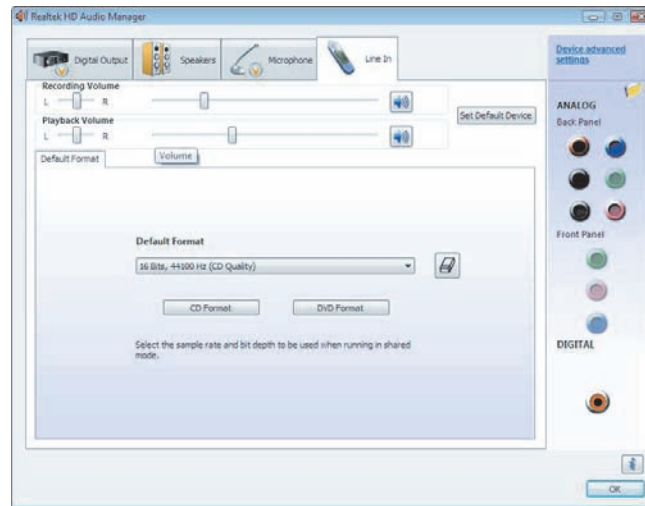 Realtek HD Audio Manager
Digital Output
Speakers
Microphone
Line In
Device advanced
settings
Recording Volume
L
R
Set Default Device
Playback Volume
L
R
Volume
Default Format
Default Format
16 Bits, 44100 Hz (CD Quality)
CD Format
DVD Format
Select the sample rate and bit depth to be used when running in shared
mode.
ANALOG
Back Panel
Front Panel
DIGITAL
OK